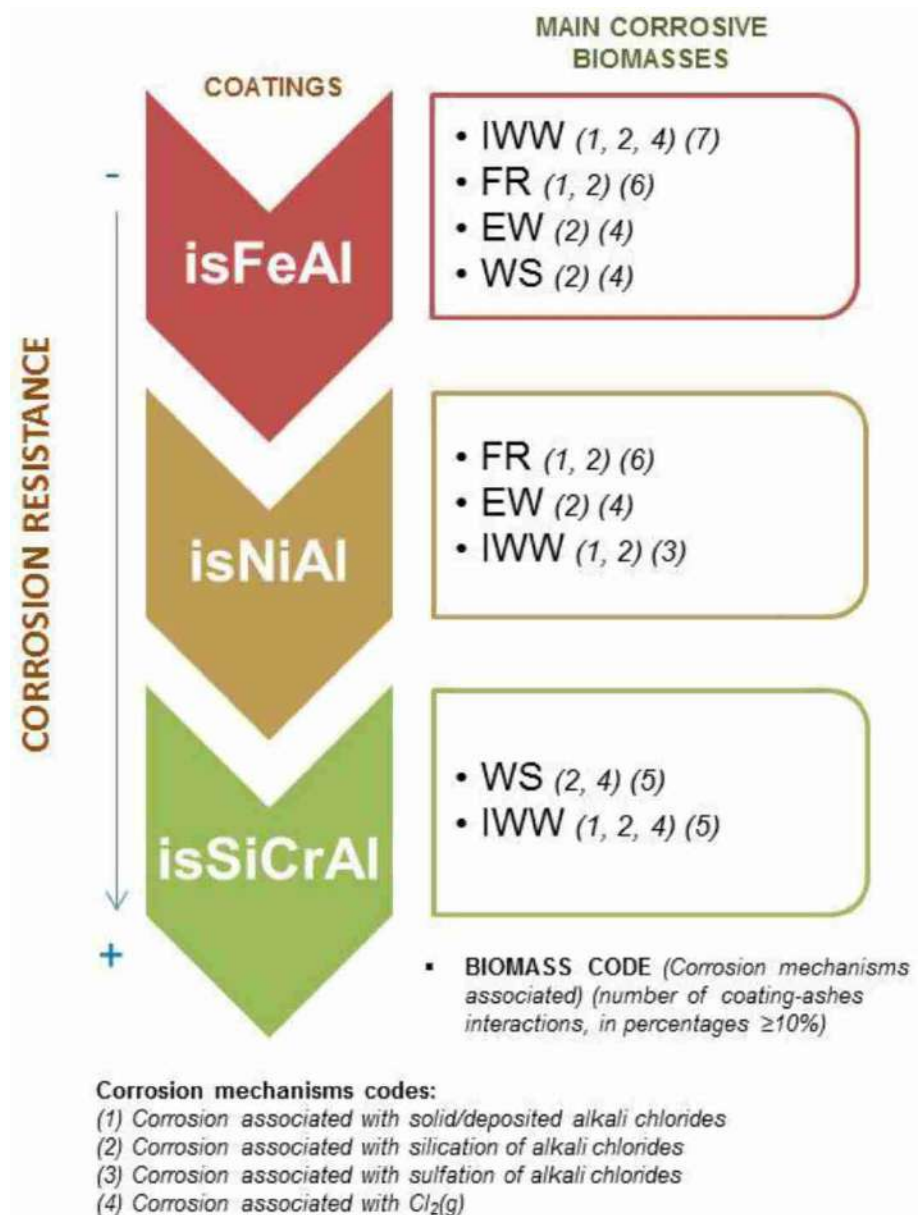 MAIN CORROSIVE
BIOMASSES
COATINGS
CORROSION RESISTANCE
-
+
isFeAl
• IWW (1, 2, 4) (7)
• FR (1, 2) (6)
• EW (2) (4)
• WS (2) (4)
isNiAl
• FR (1, 2) (6)
• EW (2) (4)
• IWW (1, 2) (3)
isSiCrAl
• WS (2, 4) (5)
• IWW (1, 2, 4) (5)
▪ BIOMASS CODE (Corrosion mechanisms
associated) (number of coating-ashes
interactions, in percentages ≥10%)
Corrosion mechanisms codes:
(1) Corrosion associated with solid/deposited alkali chlorides
(2) Corrosion associated with silication of alkali chlorides
(3) Corrosion associated with sulfation of alkali chlorides
(4) Corrosion associated with Cl₂(g)